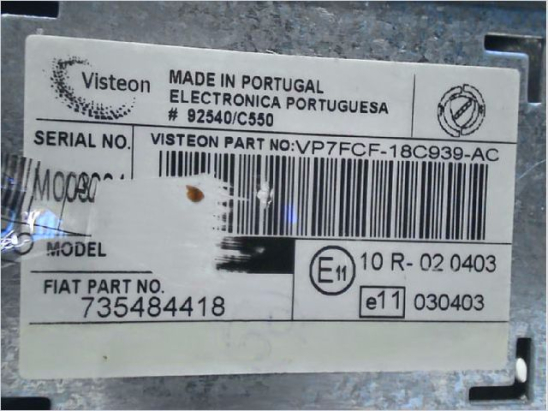 Visteon
MADE IN PORTUGAL
ELECTRONICA PORTUGUESA
# 92540/C550
SERIAL NO.
VISTEON PART NO:VP7FCF-18C939-AC
MODEL
E11 10 R- 02 0403
FIAT PART NO.
735484418
e11 030403